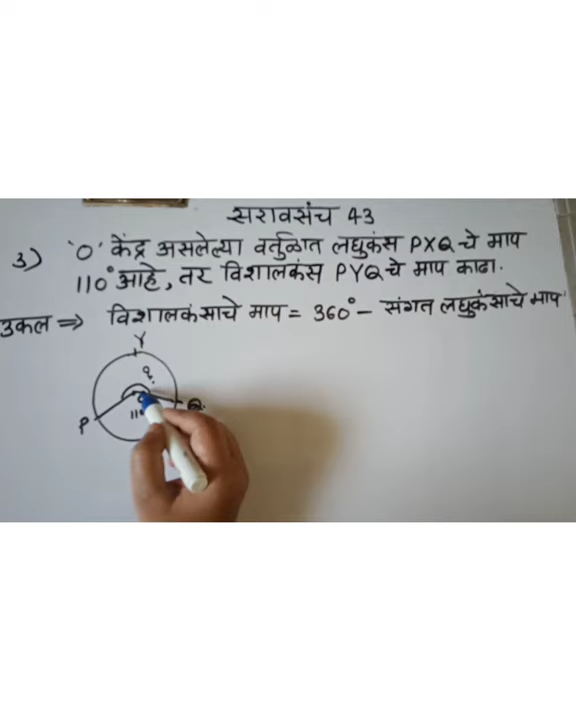 सरावसंच 43
3) 'O' केंद्र असलेल्या वर्तुळात लघुकंस PXQ चे माप
110° आहे, तर विशालकंस PYQ चे माप काढा.
उकल ⇒ विशालकंसाचे माप = 360° - संगत लघुकंसाचे माप
Y
?
P
Q